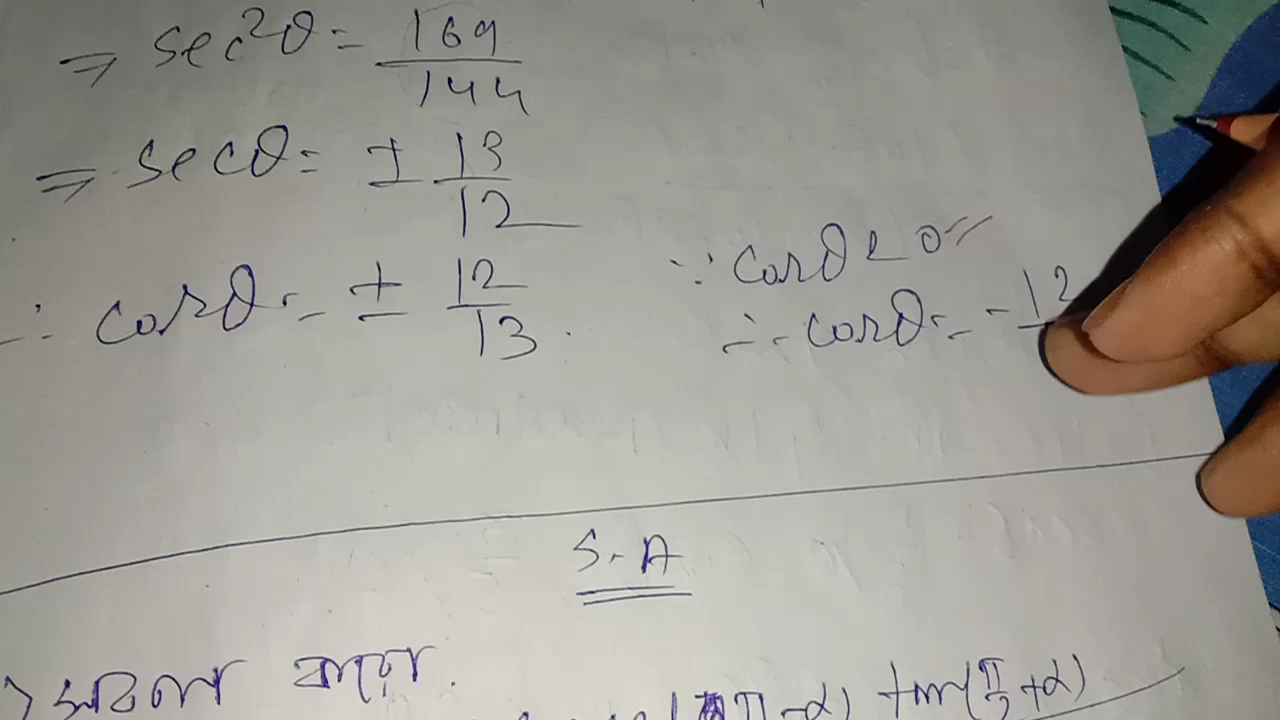 ⇒ sec²θ = 169/144
⇒ secθ = ± 13/12
∴ cosθ = ± 12/13.
∵ cosθ < 0
∴ cosθ = -12
S.A
সরল করো.
π-α) tan(π/2+α)